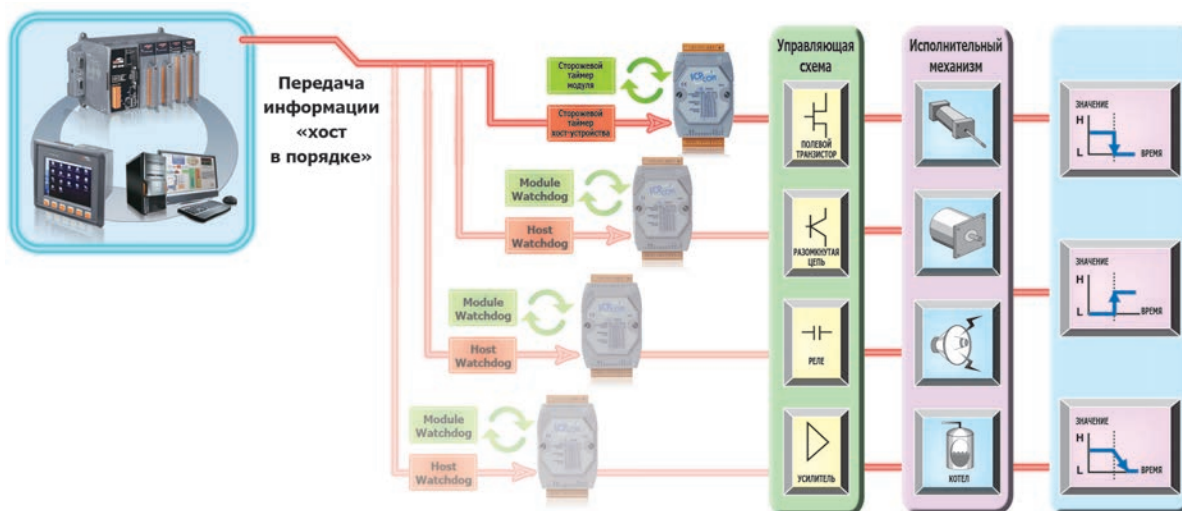 Передача
информации
«хост
в порядке»
Сторожевой
таймер
модуля
Сторожевой
таймер
хост-устройства
Module
Watchdog
Host
Watchdog
Module
Watchdog
Host
Watchdog
Module
Watchdog
Host
Watchdog
Управляющая
схема
ПОЛЕВОЙ
ТРАНЗИСТОР
РАЗОМКНУТАЯ
ЦЕПЬ
РЕЛЕ
УСИЛИТЕЛЬ
Исполнительный
механизм
КОТЕЛ
ЗНАЧЕНИЕ
H
L
ВРЕМЯ
ЗНАЧЕНИЕ
H
L
ВРЕМЯ
ЗНАЧЕНИЕ
H
L
ВРЕМЯ